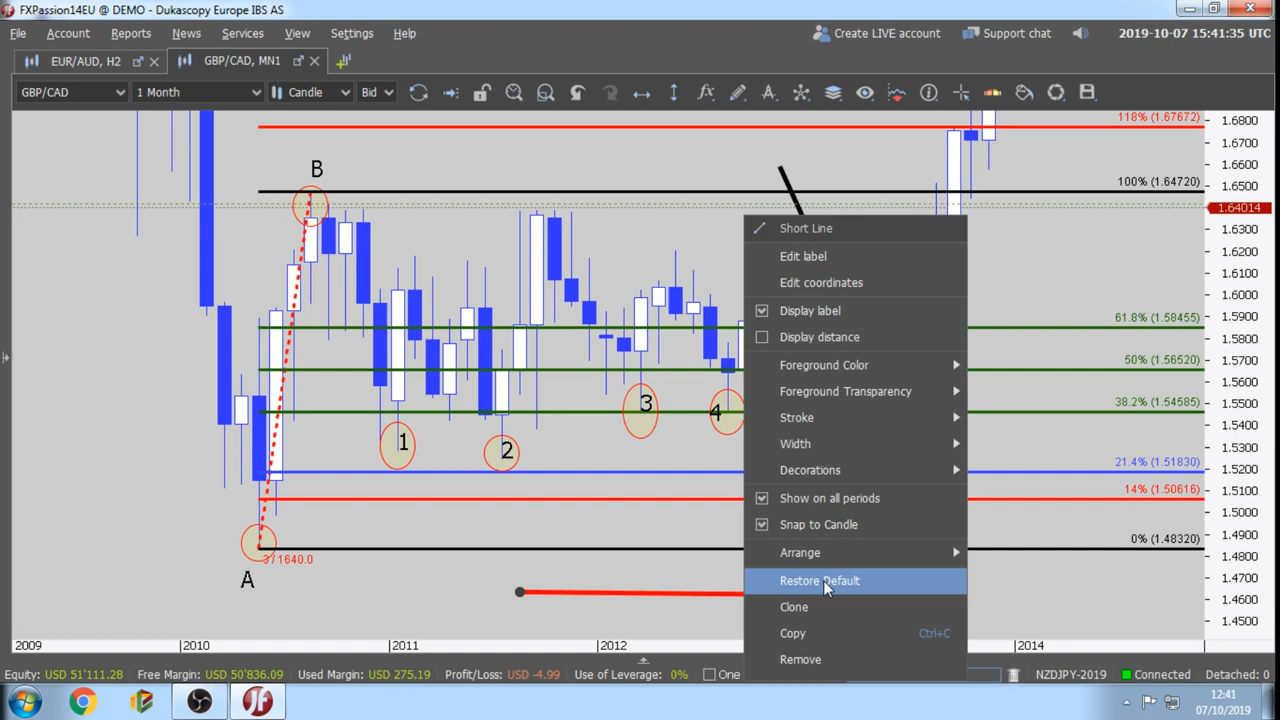 FXPassion14EU @ DEMO - Dukascopy Europe IBS AS
File Account Reports News Services View Settings Help Create LIVE account Support chat 2019-10-07 15:41:35 UTC
EUR/AUD, H2 GBP/CAD, MN1
GBP/CAD 1 Month Candle Bid
118% (1.67672) 1.6800
1.6700
B 1.6600
100% (1.64720) 1.6500
1.64014
Short Line 1.6300
Edit label 1.6200
Edit coordinates 1.6100
1.6000
Display label 61.8% (1.58455) 1.5900
Display distance 1.5800
Foreground Color 50% (1.56520) 1.5700
Foreground Transparency 1.5600
3 4 Stroke 38.2% (1.54585) 1.5500
1 2 Width 1.5400
1.5300
Decorations 21.4% (1.51830) 1.5200
Show on all periods 14% (1.50616) 1.5100
Snap to Candle 1.5000
Arrange 0% (1.48320) 1.4900
3 / 1640.0 1.4800
A Restore Default 1.4700
Clone 1.4600
Copy Ctrl+C 1.4500
2009 2010 2011 2012 2014
Remove
Equity: USD 51'111.28 Free Margin: USD 50'836.09 Used Margin: USD 275.19 Profit/Loss: USD -4.99 Use of Leverage: 0% One NZDJPY-2019 Connected Detached: 0
12:41
07/10/2019